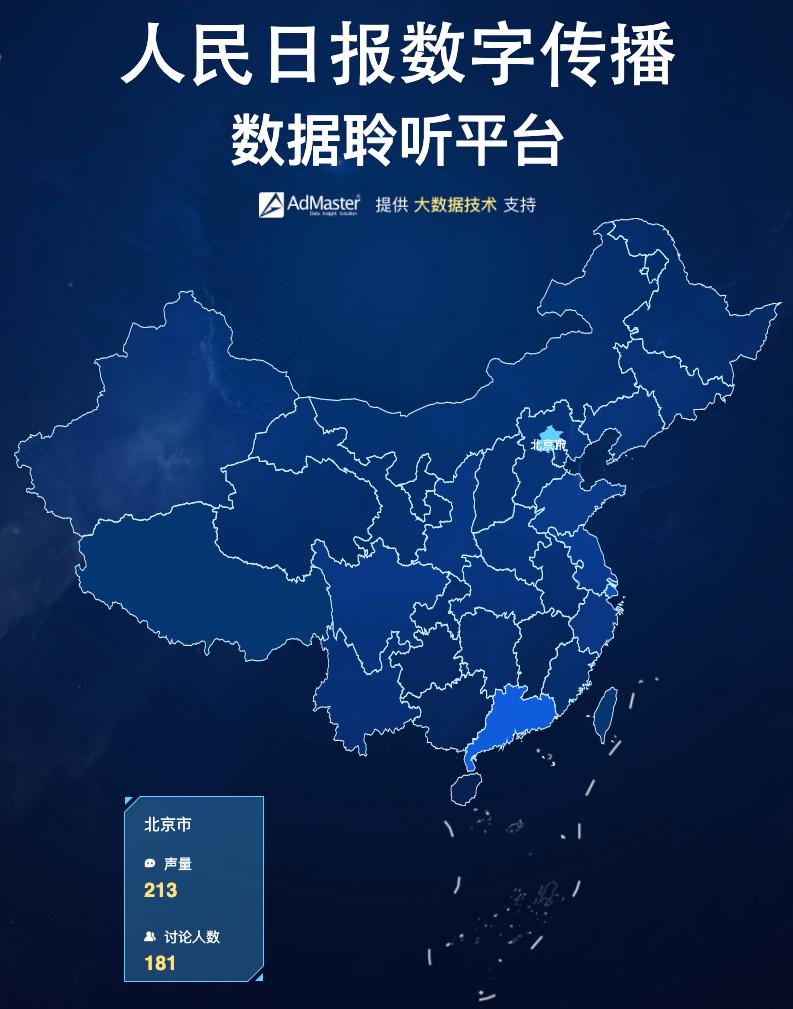 人民日报数字传播
数据聆听平台
AdMaster® 提供 大数据技术 支持
Data Insight Solution
北京市
北京市
声量
213
讨论人数
181